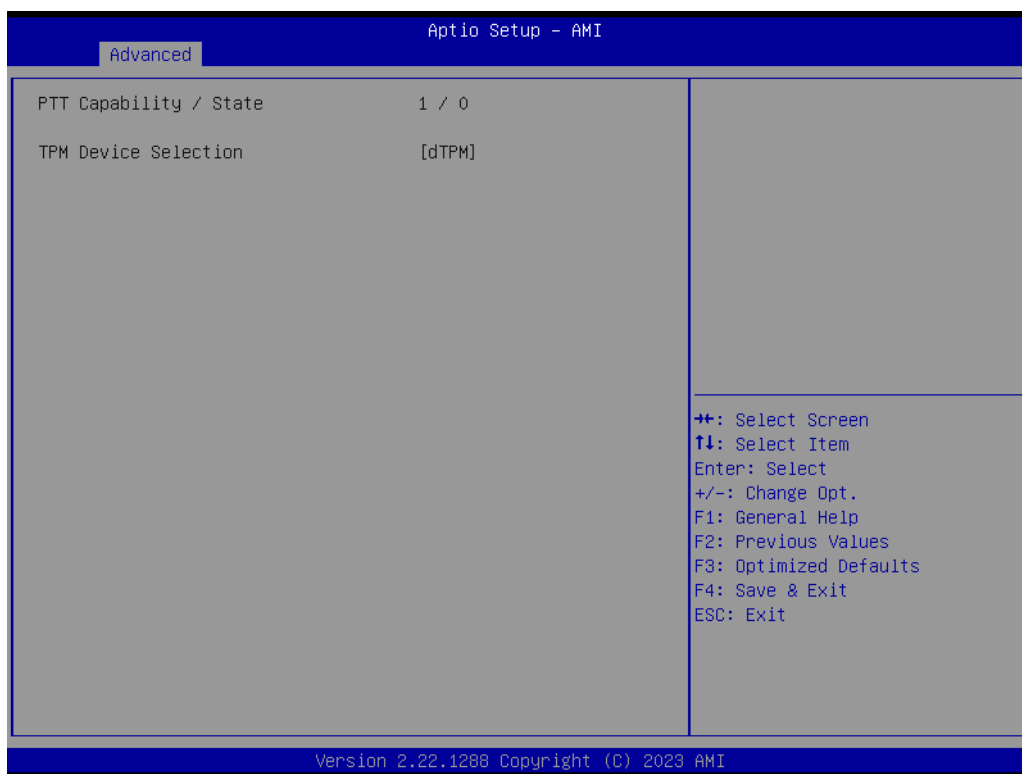 Aptio Setup – AMI
Advanced
PTT Capability / State 1 / 0
TPM Device Selection [dTPM]
→←: Select Screen
↑↓: Select Item
Enter: Select
+/-: Change Opt.
F1: General Help
F2: Previous Values
F3: Optimized Defaults
F4: Save & Exit
ESC: Exit
Version 2.22.1288 Copyright (C) 2023 AMI